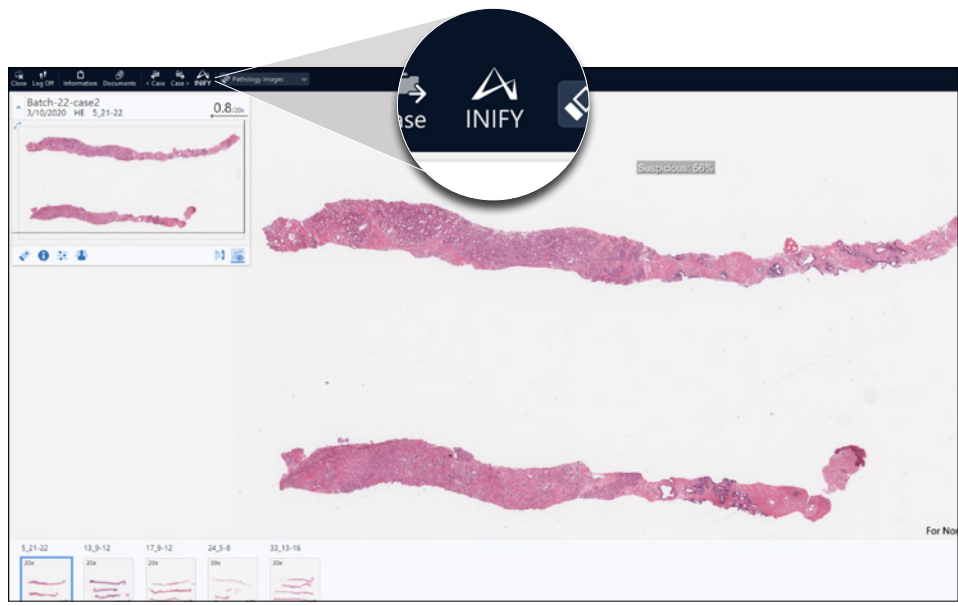 Close Log Off Information Documents < Case Case > INIFY Pathology images
ase INIFY
Batch-22-case2
3/10/2020 HE 5_21-22
0.8/20x
Suspicious: 56%
For Nor
5_21-22 13_9-12 17_9-12 24_5-8 33_13-16
20x 20x 20x 20x 20x